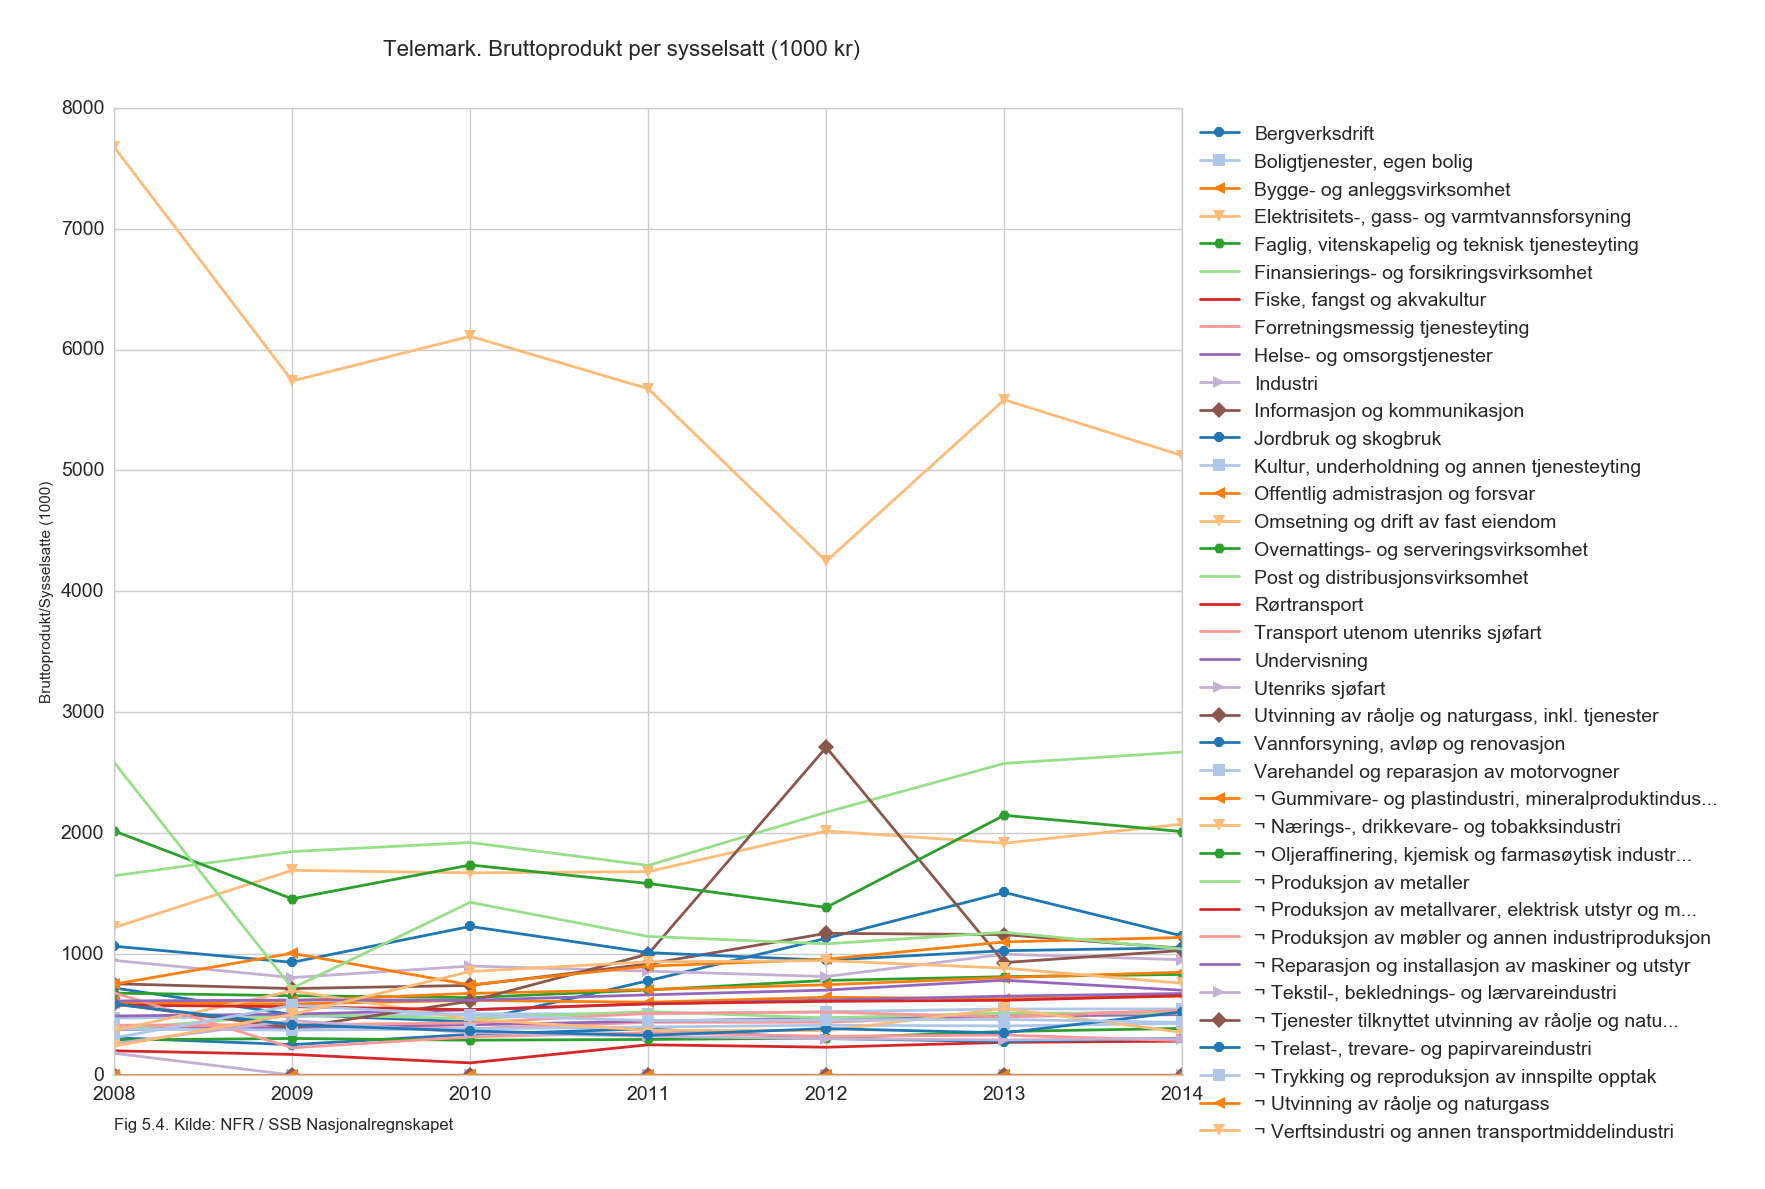 Telemark. Bruttoprodukt per sysselsatt (1000 kr)
8000
7000
6000
5000
4000
3000
2000
1000
0
Bruttoprodukt/Sysselsatte (1000)
2008 2009 2010 2011 2012 2013 2014
Fig 5.4. Kilde: NFR / SSB Nasjonalregnskapet
Bergverksdrift
Boligtjenester, egen bolig
Bygge- og anleggsvirksomhet
Elektrisitets-, gass- og varmtvannsforsyning
Faglig, vitenskapelig og teknisk tjenesteyting
Finansierings- og forsikringsvirksomhet
Fiske, fangst og akvakultur
Forretningsmessig tjenesteyting
Helse- og omsorgstjenester
Industri
Informasjon og kommunikasjon
Jordbruk og skogbruk
Kultur, underholdning og annen tjenesteyting
Offentlig admistrasjon og forsvar
Omsetning og drift av fast eiendom
Overnattings- og serveringsvirksomhet
Post og distribusjonsvirksomhet
Rørtransport
Transport utenom utenriks sjøfart
Undervisning
Utenriks sjøfart
Utvinning av råolje og naturgass, inkl. tjenester
Vannforsyning, avløp og renovasjon
Varehandel og reparasjon av motorvogner
¬ Gummivare- og plastindustri, mineralproduktindus...
¬ Nærings-, drikkevare- og tobakksindustri
¬ Oljeraffinering, kjemisk og farmasøytisk industr...
¬ Produksjon av metaller
¬ Produksjon av metallvarer, elektrisk utstyr og m...
¬ Produksjon av møbler og annen industriproduksjon
¬ Reparasjon og installasjon av maskiner og utstyr
¬ Tekstil-, beklednings- og lærvareindustri
¬ Tjenester tilknyttet utvinning av råolje og natu...
¬ Trelast-, trevare- og papirvareindustri
¬ Trykking og reproduksjon av innspilte opptak
¬ Utvinning av råolje og naturgass
¬ Verftsindustri og annen transportmiddelindustri